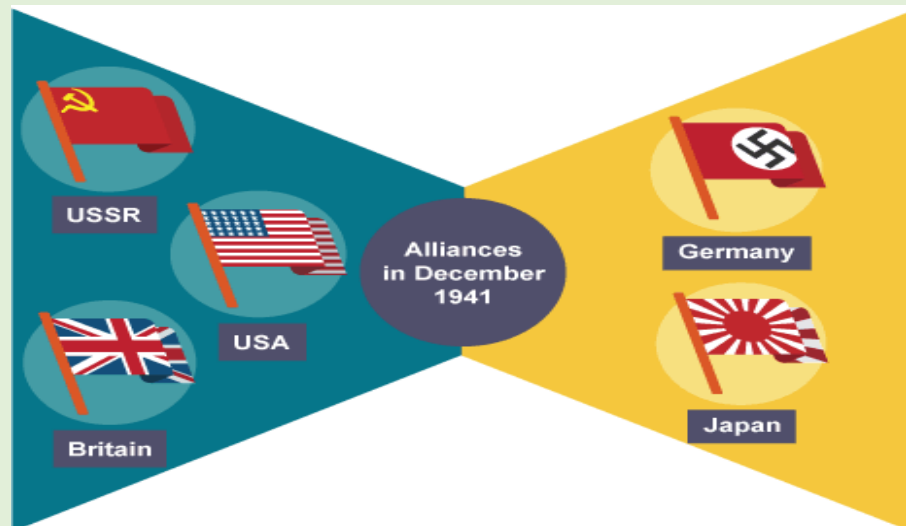 USSR
USA
Britain
Alliances
in December
1941
Germany
Japan